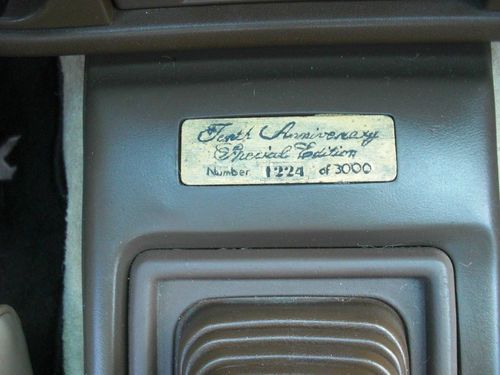 Tenth Anniversary
Special Edition
Number 1224 of 3000